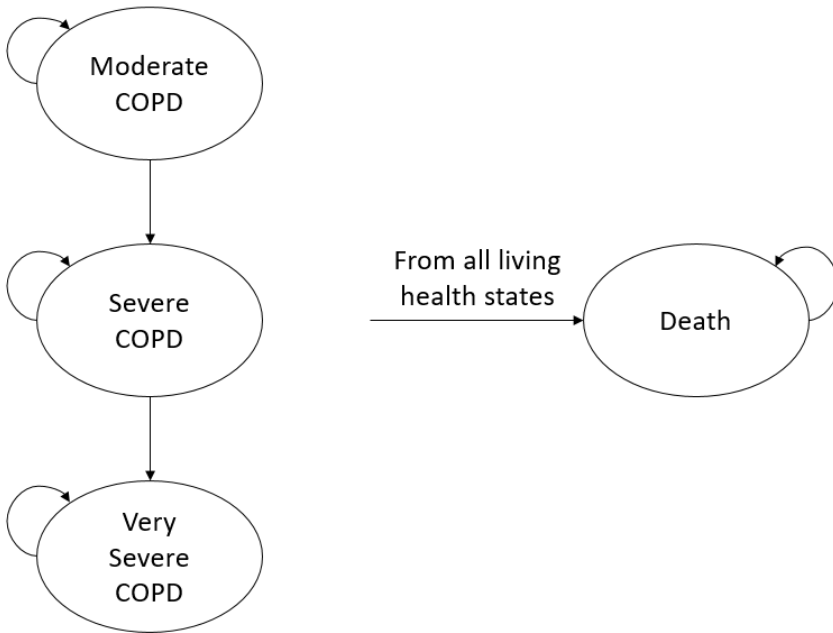 Moderate
COPD
Severe
COPD
From all living
health states
Death
Very
Severe
COPD